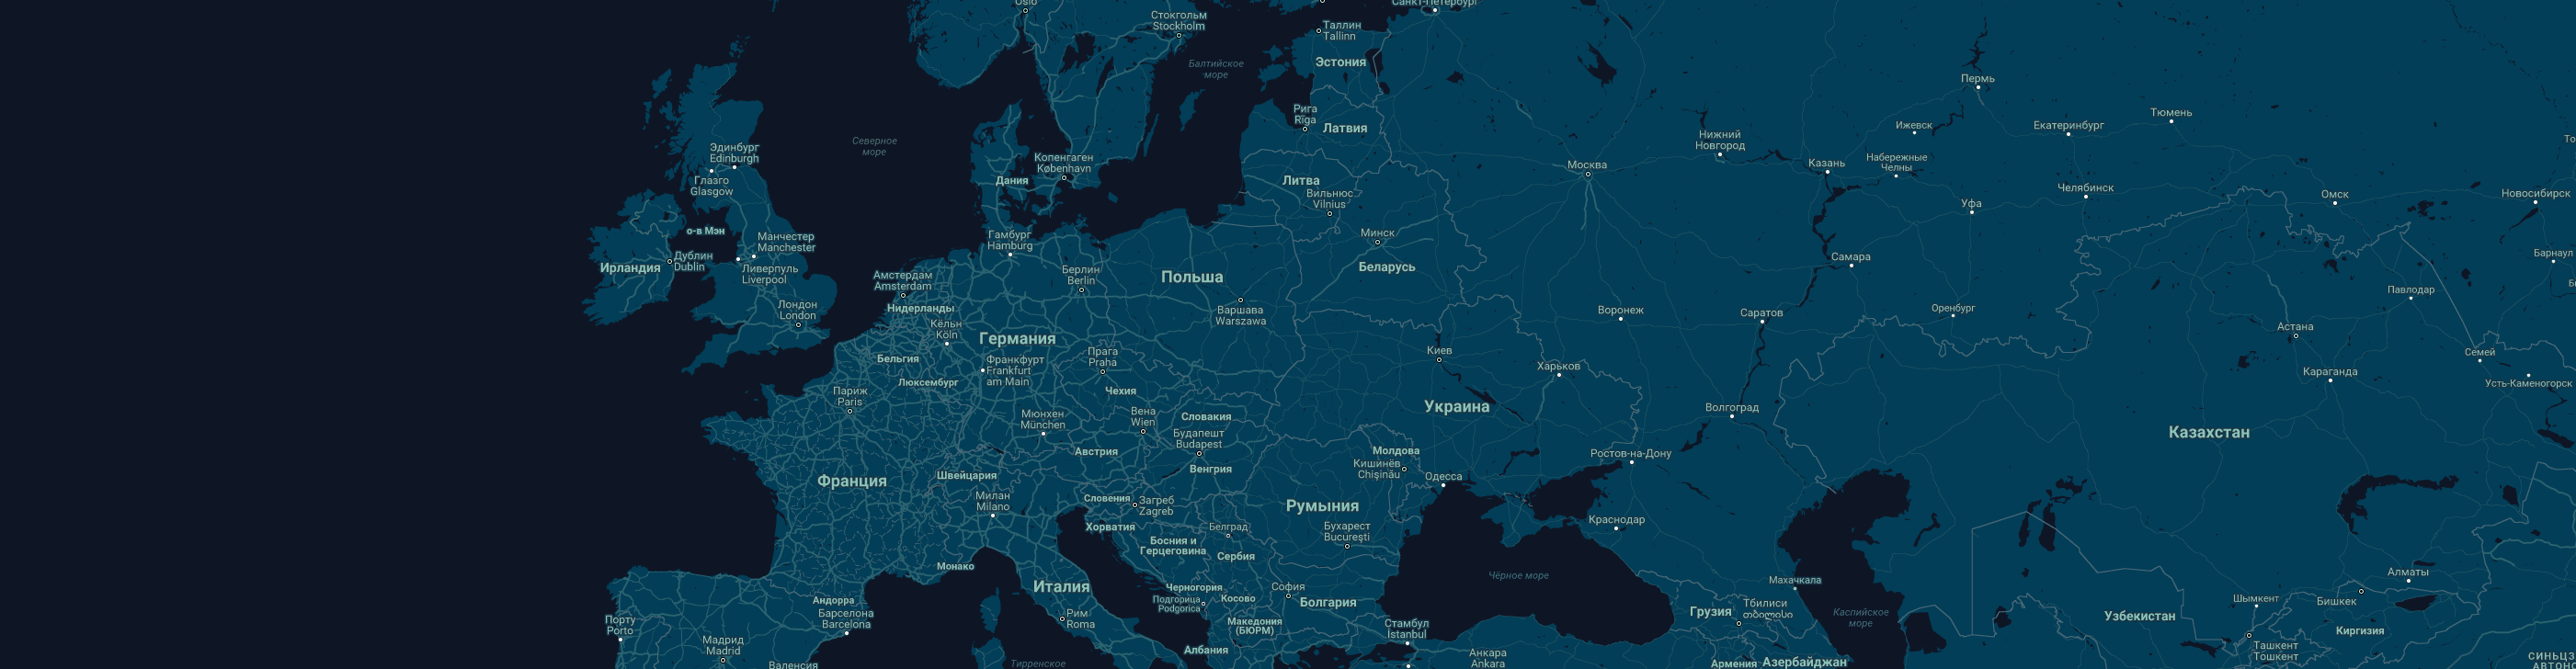 Oslo
Стокгольм
Stockholm
Таллин
Tallinn
Санкт-Петербург
Эстония
Балтийское
море
Пермь
Рига
Rīga
Латвия
Тюмень
Екатеринбург
Ижевск
Нижний
Новгород
Северное
море
Эдинбург
Edinburgh
Копенгаген
København
Москва
Казань
Набережные
Челны
Глазго
Glasgow
Дания
Литва
Вильнюс
Vilnius
Челябинск
Омск
Новосибирск
Уфа
о-в Мэн
Манчестер
Manchester
Гамбург
Hamburg
Минск
Дублин
Dublin
Ирландия
Ливерпуль
Liverpool
Амстердам
Amsterdam
Берлин
Berlin
Польша
Беларусь
Самара
Барнаул
Павлодар
Лондон
London
Нидерланды
Варшава
Warszawa
Воронеж
Саратов
Оренбург
Кёльн
Köln
Германия
Астана
Бельгия
Франкфурт
Frankfurt
am Main
Прага
Praha
Киев
Харьков
Семей
Люксембург
Чехия
Караганда
Усть-Каменогорск
Париж
Paris
Мюнхен
München
Вена
Wien
Словакия
Украина
Волгоград
Будапешт
Budapest
Казахстан
Австрия
Молдова
Ростов-на-Дону
Венгрия
Кишинёв
Chișinău
Одесса
Франция
Швейцария
Милан
Milano
Словения
Загреб
Zagreb
Румыния
Хорватия
Белград
Бухарест
București
Краснодар
Босния и
Герцеговина
Сербия
Монако
Чёрное море
Махачкала
Алматы
Италия
Черногория
София
Андорра
Подгорица
Podgorica
Косово
Болгария
Шымкент
Бишкек
Барселона
Barcelona
Рим
Roma
Грузия
Тбилиси
თბილისი
Каспийское
море
Узбекистан
Порту
Porto
Македония
(БЮРМ)
Стамбул
İstanbul
Киргизия
Мадрид
Madrid
Албания
Анкара
Ankara
Ташкент
Тошкент
Валенсия
Тирренское
Армения
Азербайджан